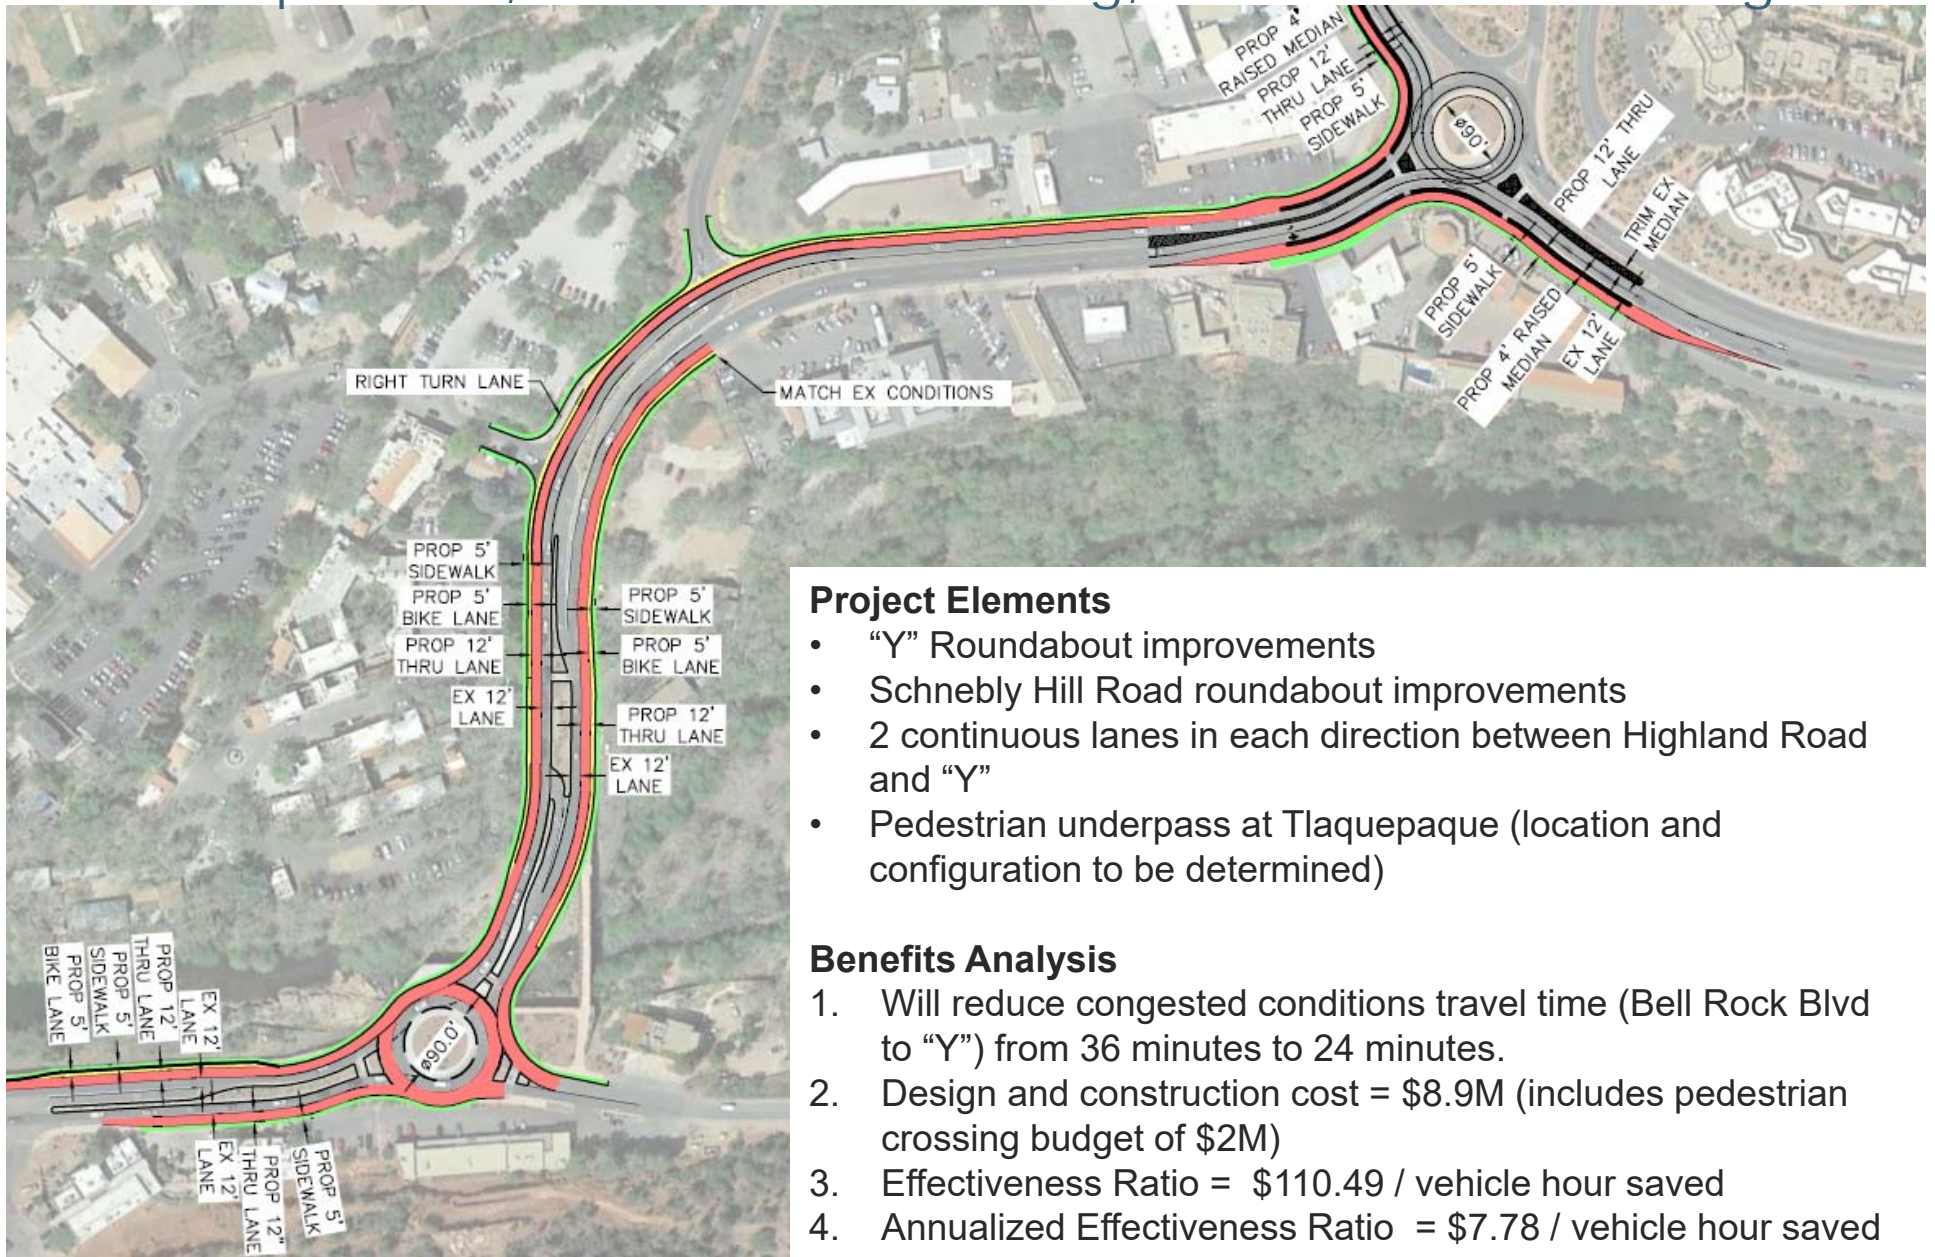 PROP 4'
RAISED MEDIAN
PROP 12'
THRU LANE
PROP 5'
SIDEWALK
ø90'
PROP 12' THRU
LANE
TRIM EX
MEDIAN
PROP 5'
SIDEWALK
PROP 4' RAISED
MEDIAN
EX 12'
LANE
RIGHT TURN LANE
MATCH EX CONDITIONS
PROP 5'
SIDEWALK
PROP 5'
BIKE LANE
PROP 12'
THRU LANE
EX 12'
LANE
PROP 5'
SIDEWALK
PROP 5'
BIKE LANE
PROP 12'
THRU LANE
EX 12'
LANE
PROP 5'
BIKE LANE
PROP 5'
SIDEWALK
PROP 12'
THRU LANE
EX 12'
LANE
ø90.0'
EX 12'
LANE
PROP 12"
THRU LANE
PROP 5'
SIDEWALK
Project Elements
• “Y” Roundabout improvements
• Schnebly Hill Road roundabout improvements
• 2 continuous lanes in each direction between Highland Road
and “Y”
• Pedestrian underpass at Tlaquepaque (location and
configuration to be determined)
Benefits Analysis
1. Will reduce congested conditions travel time (Bell Rock Blvd
to “Y”) from 36 minutes to 24 minutes.
2. Design and construction cost = $8.9M (includes pedestrian
crossing budget of $2M)
3. Effectiveness Ratio = $110.49 / vehicle hour saved
4. Annualized Effectiveness Ratio = $7.78 / vehicle hour saved